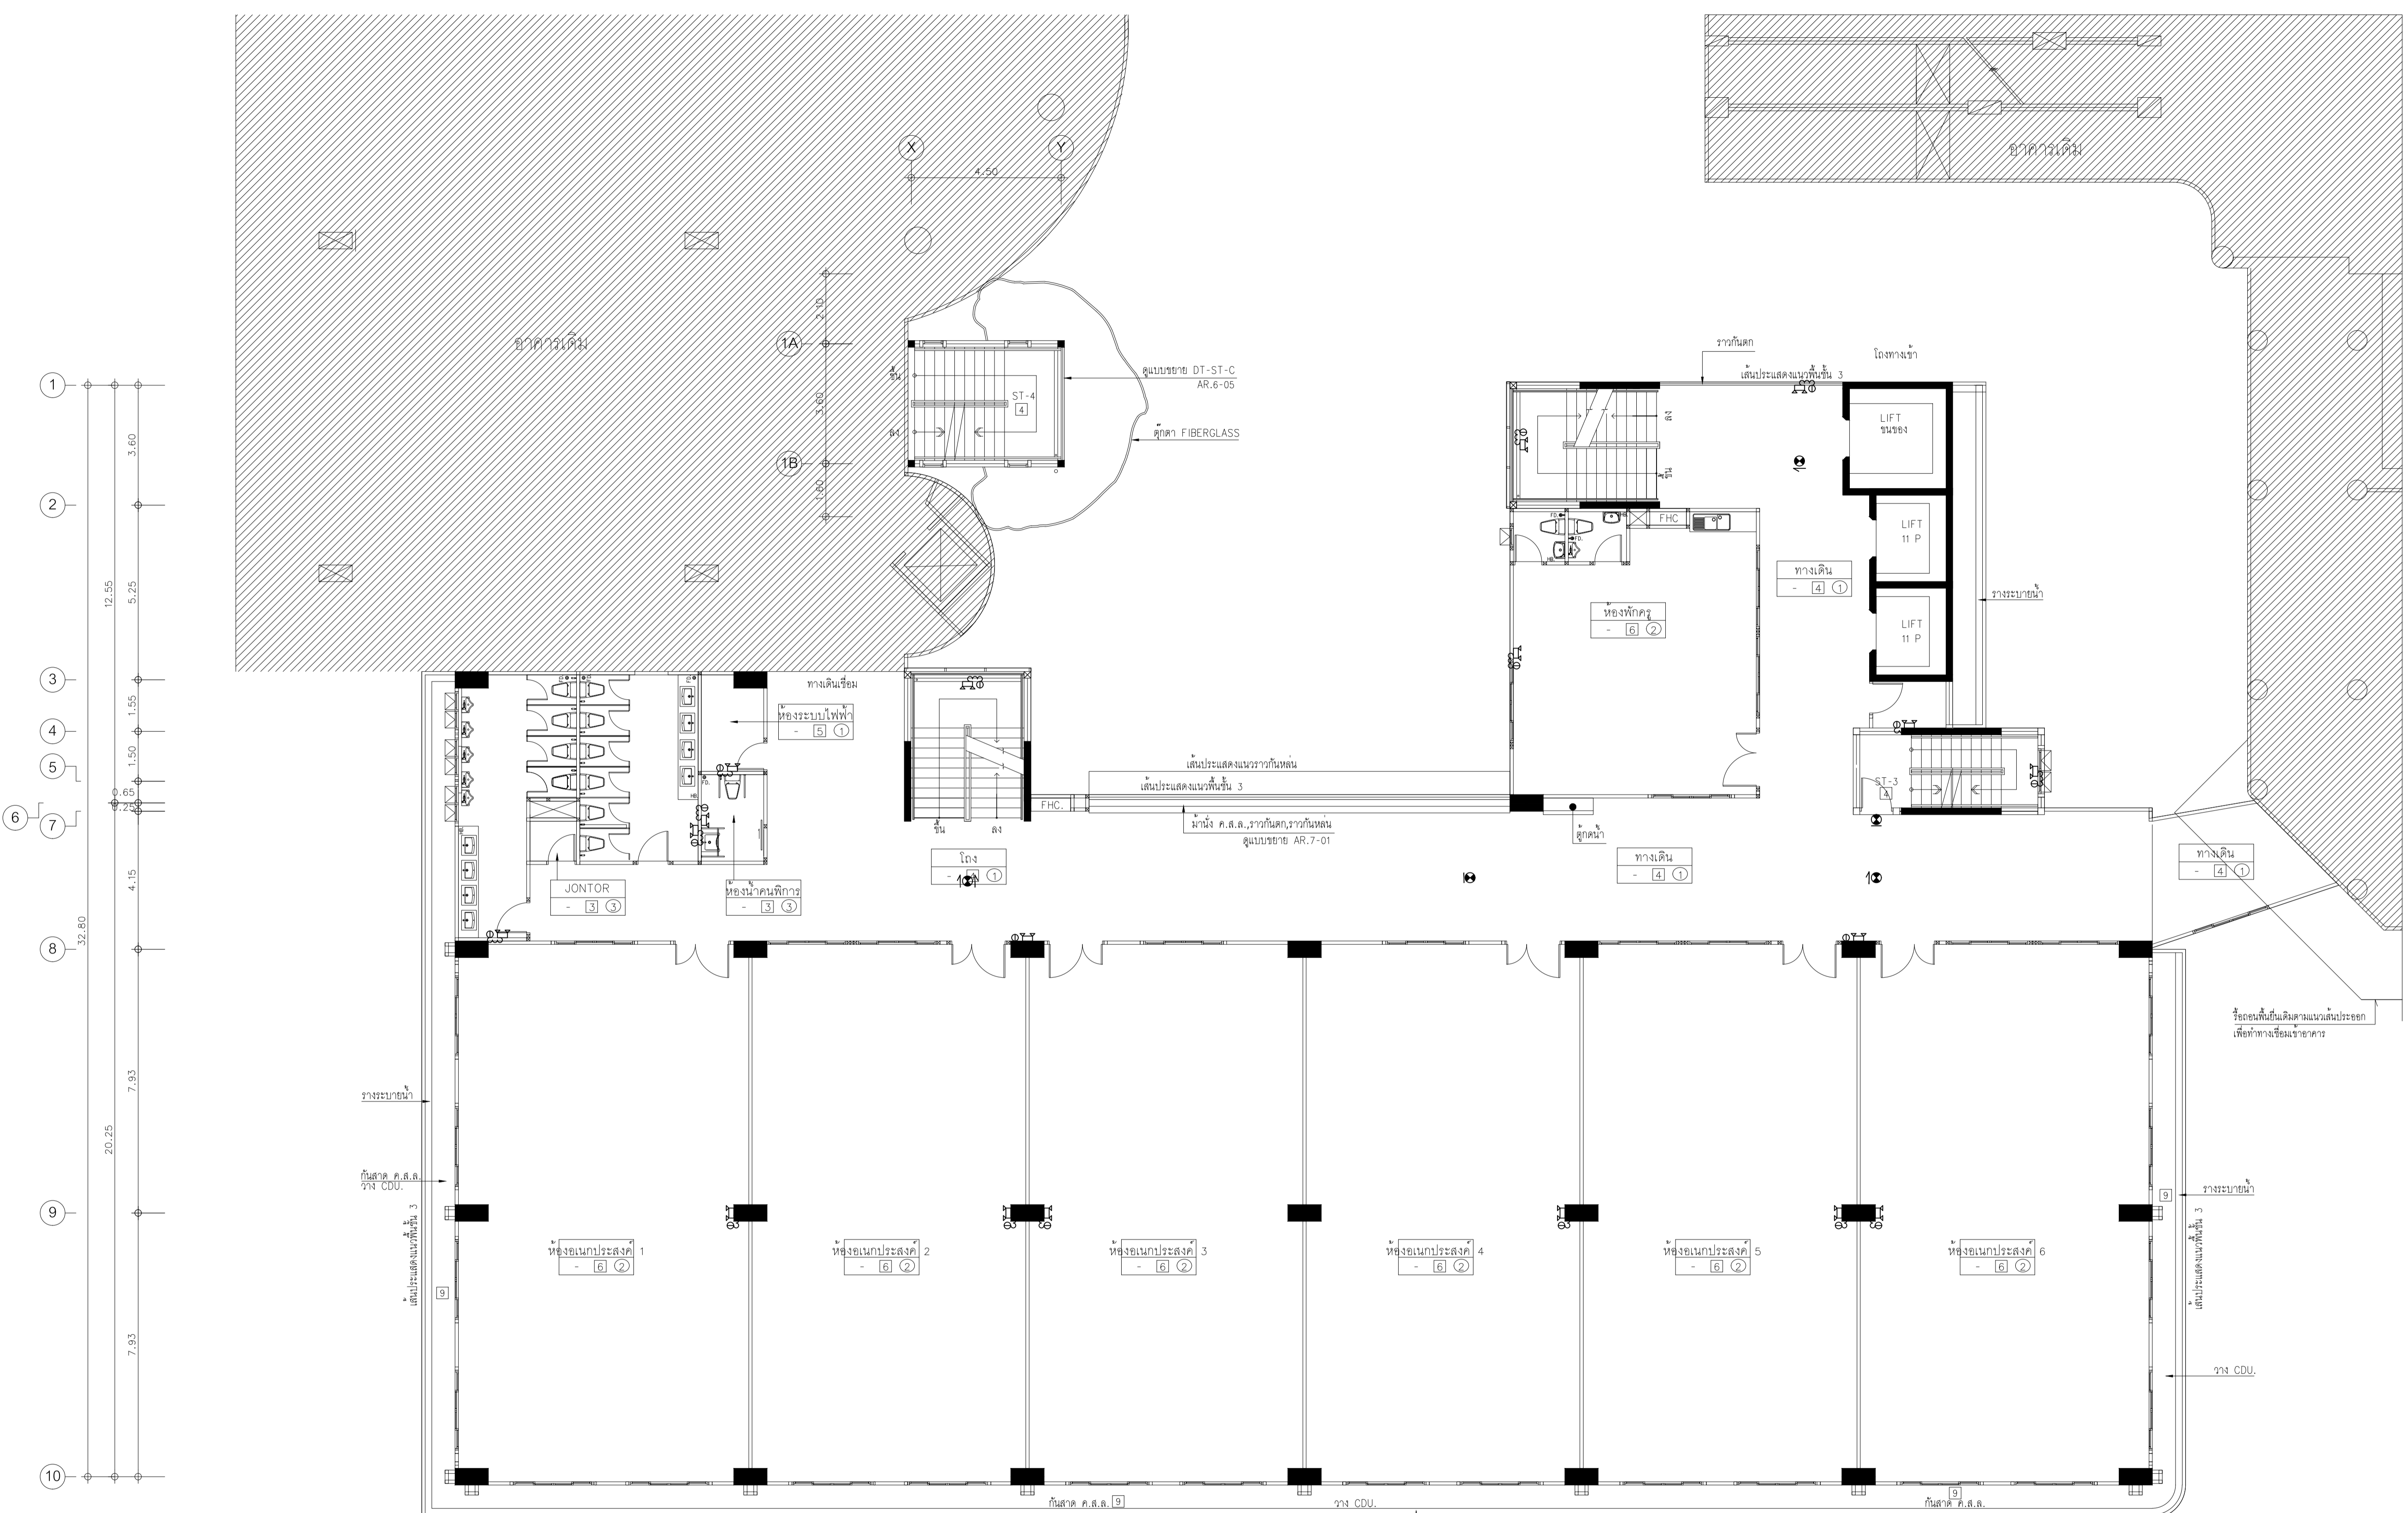 อาคารเดิม
X
Y
4.50
อาคารเดิม
2.10
1A
3.60
1B
1.60
ขึ้น
ลง
ST-4
4
ดูแบบขยาย DT-ST-C
AR.6-05
ตุ๊กตา FIBERGLASS
ราวกันตก
โถงทางเข้า
เส้นประแสดงแนวพื้นชั้น 3
ลง
ขึ้น
LIFT
ขนของ
LIFT
11 P
LIFT
11 P
รางระบายน้ำ
FD.
HB.
FD.
HB.
FHC
ทางเดิน
- 4 1
ห้องพักครู
- 6 2
1
2
3
4
5
6
7
8
9
10
3.60
5.25
12.55
1.55
1.50
0.65
0.25
4.15
32.80
7.93
20.25
7.93
FD.
FD.
FD.
ทางเดินเชื่อม
ห้องระบบไฟฟ้า
- 5 1
FD.
HB.
HB.
JONTOR
- 3 3
ห้องน้ำคนพิการ
- 3 3
ขึ้น
ลง
เส้นประแสดงแนวราวกันหล่น
เส้นประแสดงแนวพื้นชั้น 3
FHC.
ม้านั่ง ค.ส.ล.,ราวกันตก,ราวกันหล่น
ดูแบบขยาย AR.7-01
ตู้กดน้ำ
ST-3
4
โถง
- 4 1
ทางเดิน
- 4 1
ทางเดิน
- 4 1
รื้อถอนพื้นยื่นเดิมตามแนวเส้นประออก
เพื่อทำทางเชื่อมเข้าอาคาร
รางระบายน้ำ
กันสาด ค.ส.ล.
วาง CDU.
เส้นประแสดงแนวพื้นชั้น 3
9
ห้องอเนกประสงค์ 1
- 6 2
ห้องอเนกประสงค์ 2
- 6 2
ห้องอเนกประสงค์ 3
- 6 2
ห้องอเนกประสงค์ 4
- 6 2
ห้องอเนกประสงค์ 5
- 6 2
ห้องอเนกประสงค์ 6
- 6 2
9
รางระบายน้ำ
เส้นประแสดงแนวพื้นชั้น 3
วาง CDU.
กันสาด ค.ส.ล. 9
วาง CDU.
9
กันสาด ค.ส.ล.